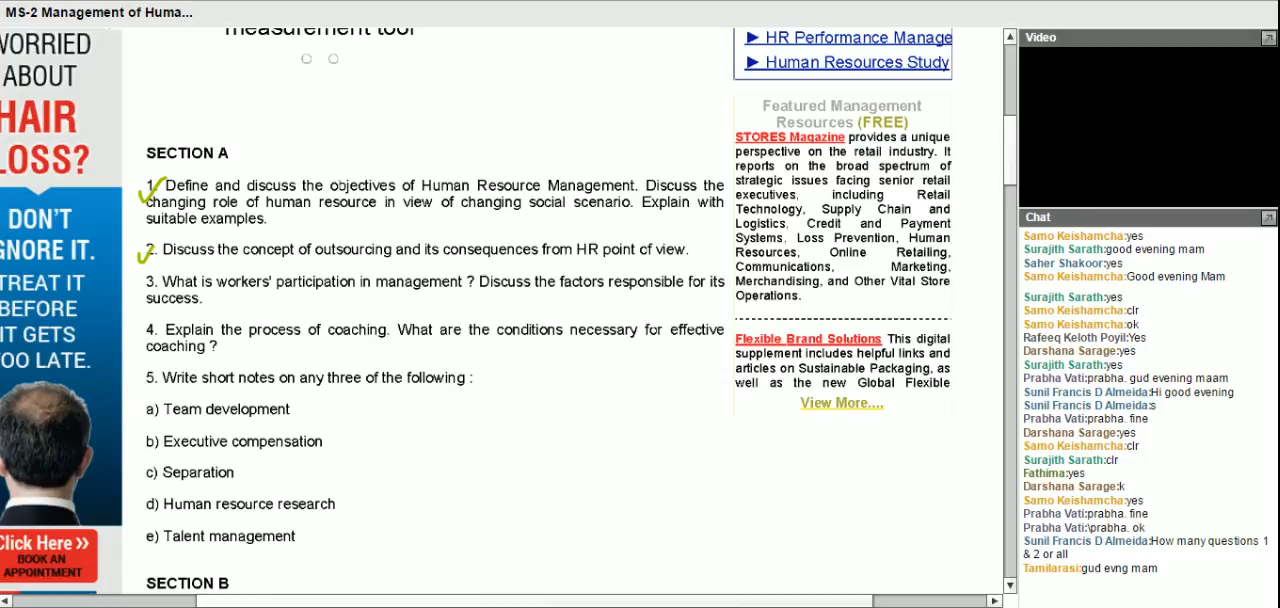 MS-2 Management of Huma...
WORRIED
ABOUT
HAIR
LOSS?
DON'T
IGNORE IT.
TREAT IT
BEFORE
IT GETS
TOO LATE.
Click Here >>
BOOK AN
APPOINTMENT
measurement tool
SECTION A
1. Define and discuss the objectives of Human Resource Management. Discuss the
changing role of human resource in view of changing social scenario. Explain with
suitable examples.
2. Discuss the concept of outsourcing and its consequences from HR point of view.
3. What is workers' participation in management ? Discuss the factors responsible for its
success.
4. Explain the process of coaching. What are the conditions necessary for effective
coaching ?
5. Write short notes on any three of the following :
a) Team development
b) Executive compensation
c) Separation
d) Human resource research
e) Talent management
SECTION B
► HR Performance Manage
► Human Resources Study
Featured Management
Resources (FREE)
STORES Magazine provides a unique
perspective on the retail industry. It
reports on the broad spectrum of
strategic issues facing senior retail
executives, including Retail
Technology, Supply Chain and
Logistics, Credit and Payment
Systems, Loss Prevention, Human
Resources, Online Retailing,
Communications, Marketing,
Merchandising, and Other Vital Store
Operations.
Flexible Brand Solutions This digital
supplement includes helpful links and
articles on Sustainable Packaging, as
well as the new Global Flexible
View More....
Video
Chat
Samo Keishamcha:yes
Surajith Sarath:good evening mam
Saher Shakoor:yes
Samo Keishamcha:Good evening Mam
Surajith Sarath:yes
Samo Keishamcha:clr
Samo Keishamcha:ok
Rafeeq Keloth Poyil:Yes
Darshana Sarage:yes
Surajith Sarath:yes
Prabha Vati:prabha. gud evening maam
Sunil Francis D Almeida:Hi good evening
Sunil Francis D Almeida:s
Prabha Vati:prabha. fine
Darshana Sarage:yes
Samo Keishamcha:clr
Surajith Sarath:clr
Fathima:yes
Darshana Sarage:k
Samo Keishamcha:yes
Prabha Vati:prabha. fine
Prabha Vati:\prabha. ok
Sunil Francis D Almeida:How many questions 1
& 2 or all
Tamilarasi:gud evng mam